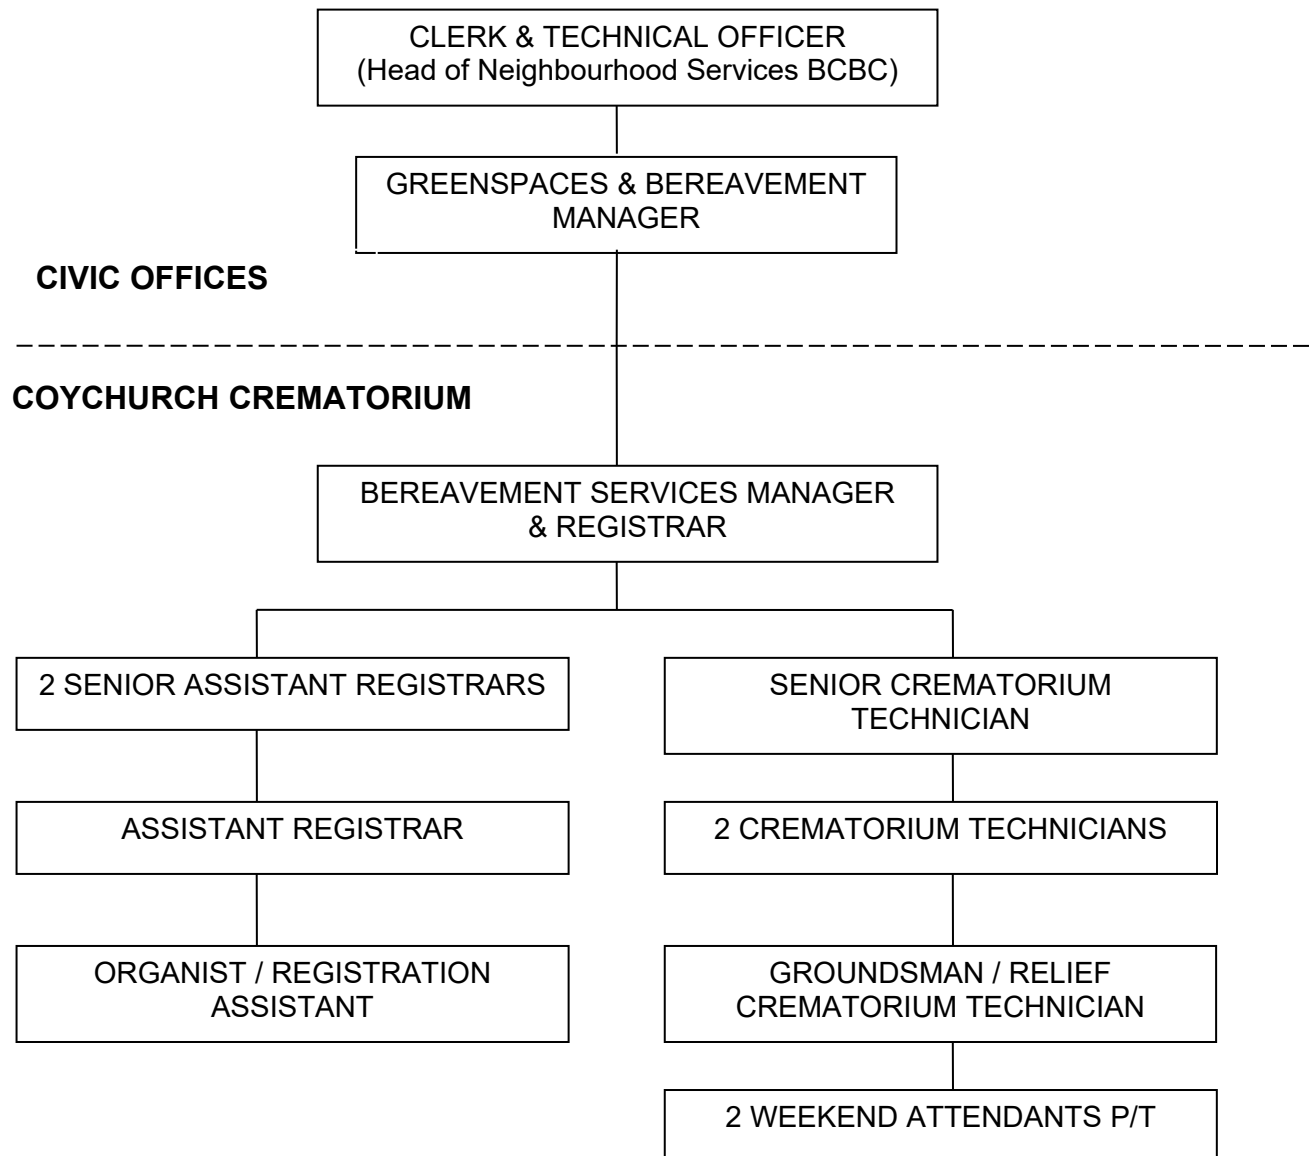 CLERK & TECHNICAL OFFICER
(Head of Neighbourhood Services BCBC)
GREENSPACES & BEREAVEMENT
MANAGER
CIVIC OFFICES
COYCHURCH CREMATORIUM
BEREAVEMENT SERVICES MANAGER
& REGISTRAR
2 SENIOR ASSISTANT REGISTRARS
SENIOR CREMATORIUM
TECHNICIAN
ASSISTANT REGISTRAR
2 CREMATORIUM TECHNICIANS
ORGANIST / REGISTRATION
ASSISTANT
GROUNDSMAN / RELIEF
CREMATORIUM TECHNICIAN
2 WEEKEND ATTENDANTS P/T